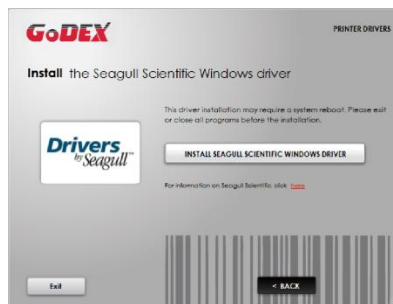 GoDEX
PRINTER DRIVERS
Install the Seagull Scientific Windows driver
This driver installation may require a system reboot. Please exit
or close all programs before the installation.
Drivers
by Seagull™
INSTALL SEAGULL SCIENTIFIC WINDOWS DRIVER
For information on Seagull Scientific, click here
Exit
< BACK